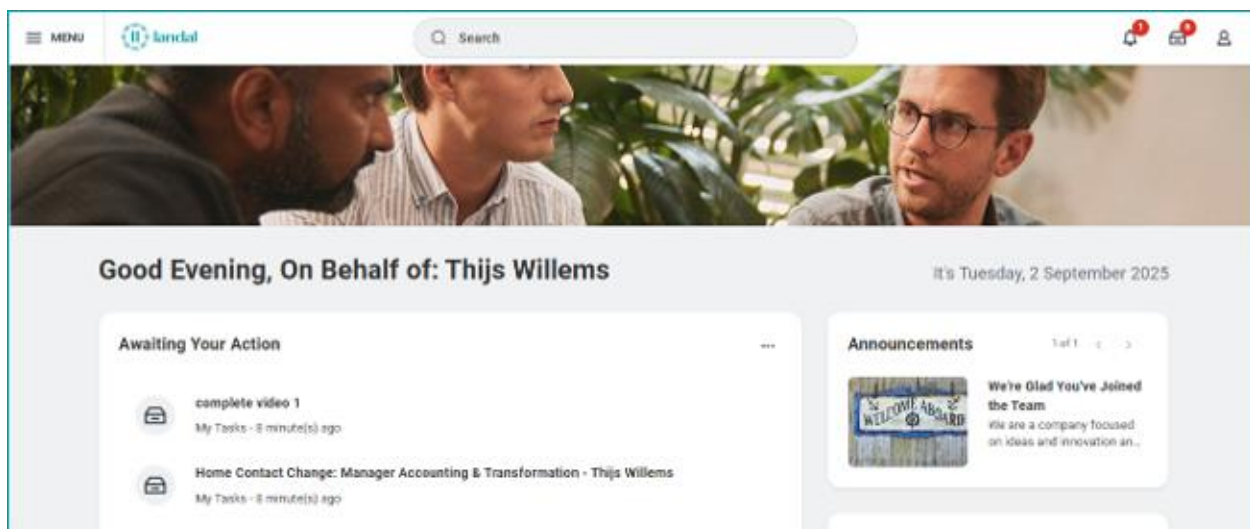 MENU
landal
Search
1
Good Evening, On Behalf of: Thijs Willems
It's Tuesday, 2 September 2025
Awaiting Your Action
complete video 1
My Tasks - 8 minute(s) ago
Home Contact Change: Manager Accounting & Transformation - Thijs Willems
My Tasks - 8 minute(s) ago
Announcements
1 of 1
WELCOME ABOARD
We're Glad You've Joined
the Team
We are a company focused
on ideas and innovation an...